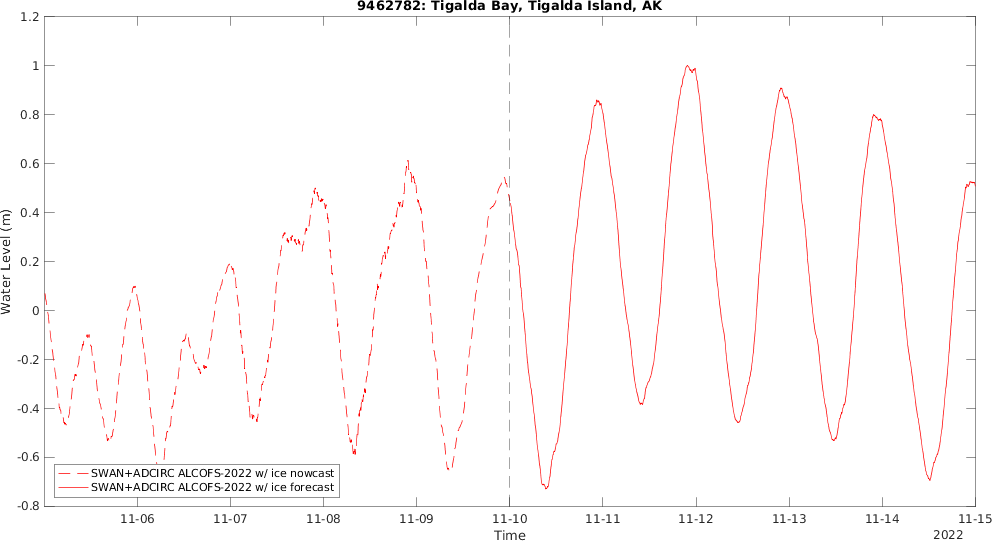 9462782: Tigalda Bay, Tigalda Island, AK
1.2
1
0.8
0.6
0.4
0.2
0
-0.2
-0.4
-0.6
-0.8
Water Level (m)
SWAN+ADCIRC ALCOFS-2022 w/ ice nowcast
SWAN+ADCIRC ALCOFS-2022 w/ ice forecast
11-06 11-07 11-08 11-09 11-10 11-11 11-12 11-13 11-14 11-15
Time
2022